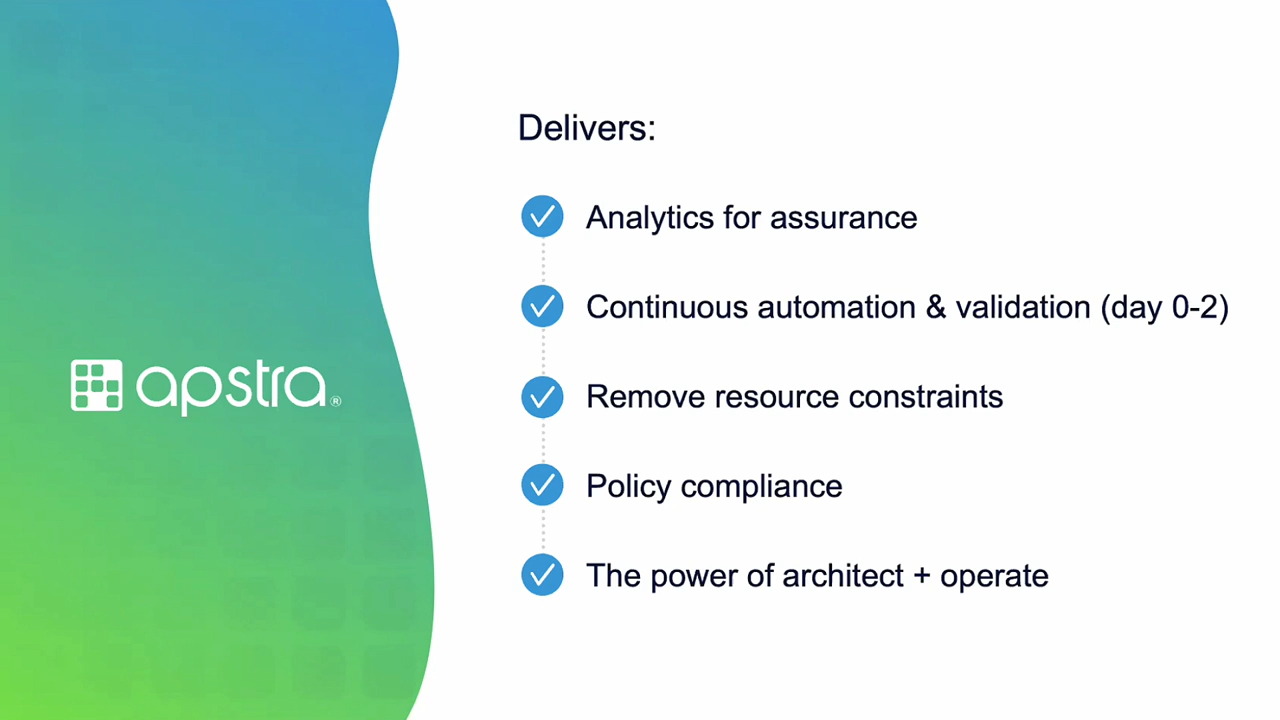 apstra®
Delivers:
Analytics for assurance
Continuous automation & validation (day 0-2)
Remove resource constraints
Policy compliance
The power of architect + operate